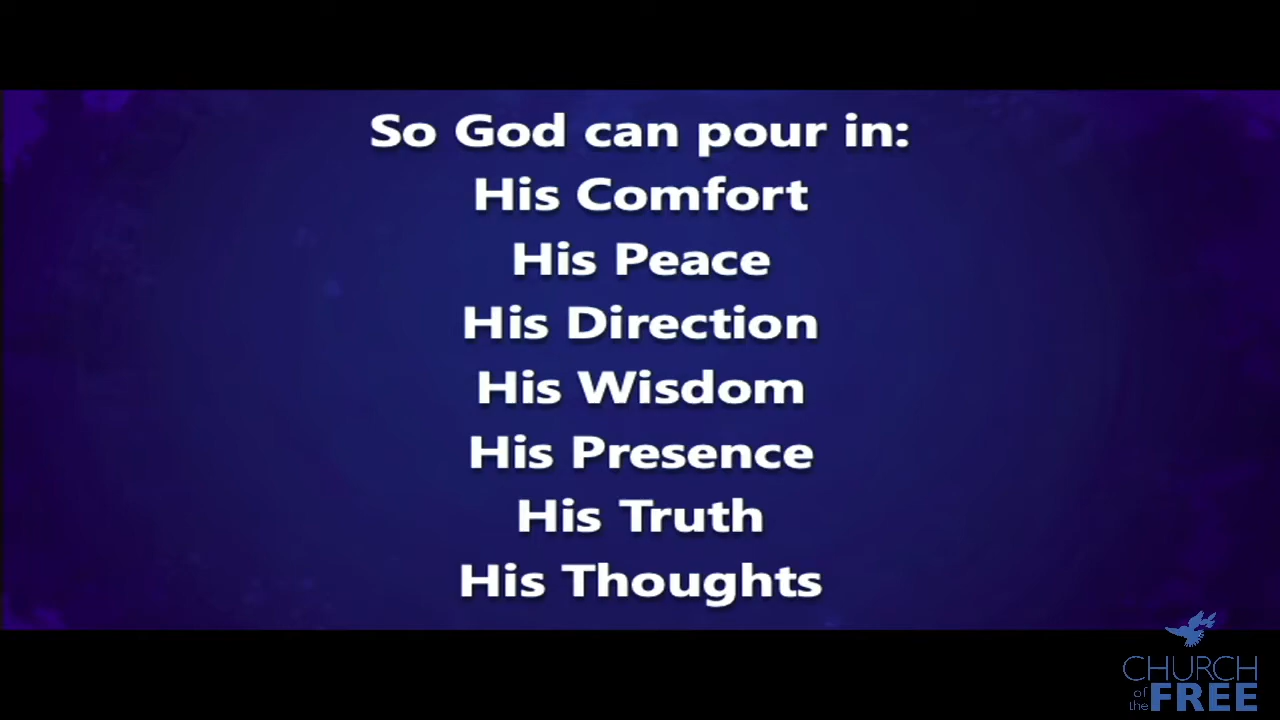 So God can pour in:
His Comfort
His Peace
His Direction
His Wisdom
His Presence
His Truth
His Thoughts
CHURCH
of
the FREE